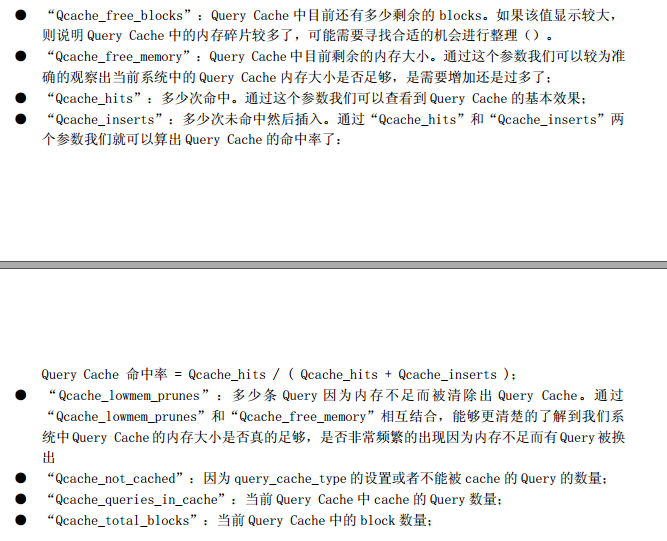 ● “Qcache_free_blocks”：Query Cache 中目前还有多少剩余的 blocks。如果该值显示较大，
则说明 Query Cache 中的内存碎片较多了，可能需要寻找合适的机会进行整理（）。
● “Qcache_free_memory”：Query Cache 中目前剩余的内存大小。通过这个参数我们可以较为准
确的观察出当前系统中的 Query Cache 内存大小是否足够，是需要增加还是过多了；
● “Qcache_hits”：多少次命中。通过这个参数我们可以查看到 Query Cache 的基本效果；
● “Qcache_inserts”：多少次未命中然后插入。通过“Qcache_hits”和“Qcache_inserts”两
个参数我们就可以算出 Query Cache 的命中率了：
Query Cache 命中率 = Qcache_hits / ( Qcache_hits + Qcache_inserts )；
● “Qcache_lowmem_prunes”：多少条 Query 因为内存不足而被清除出 Query Cache。通过
“Qcache_lowmem_prunes”和“Qcache_free_memory”相互结合，能够更清楚的了解到我们系
统中 Query Cache 的内存大小是否真的足够，是否非常频繁的出现因为内存不足而有 Query 被换
出
● “Qcache_not_cached”：因为 query_cache_type 的设置或者不能被 cache 的 Query 的数量；
● “Qcache_queries_in_cache”：当前 Query Cache 中 cache 的 Query 数量；
● “Qcache_total_blocks”：当前 Query Cache 中的 block 数量；